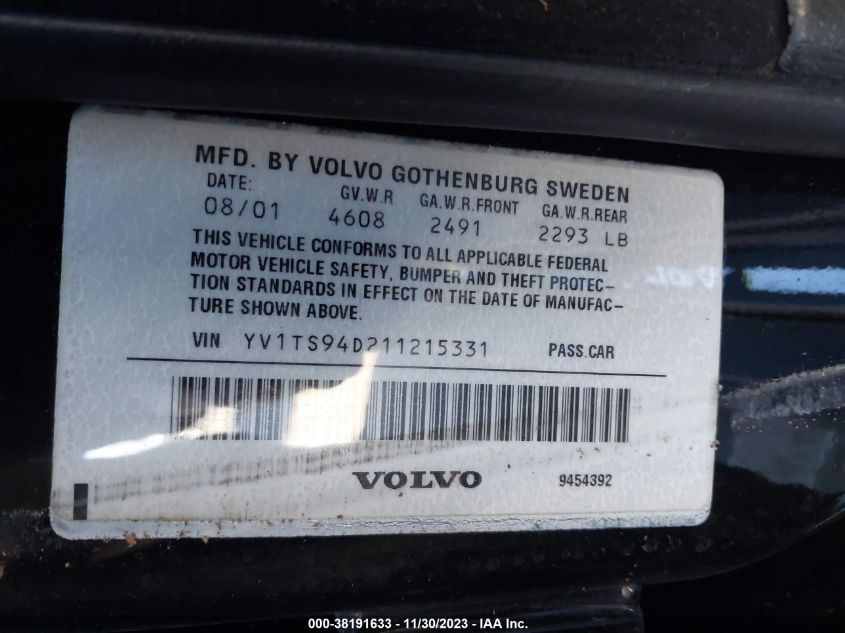 MFD. BY VOLVO GOTHENBURG SWEDEN
DATE: GV.W.R GA.W.R.FRONT GA.W.R.REAR
08/01 4608 2491 2293 LB
THIS VEHICLE CONFORMS TO ALL APPLICABLE FEDERAL
MOTOR VEHICLE SAFETY, BUMPER AND THEFT PROTEC-
TION STANDARDS IN EFFECT ON THE DATE OF MANUFAC-
TURE SHOWN ABOVE.
VIN YV1TS94D211215331 PASS.CAR
VOLVO 9454392
000-38191633 - 11/30/2023 - IAA Inc.